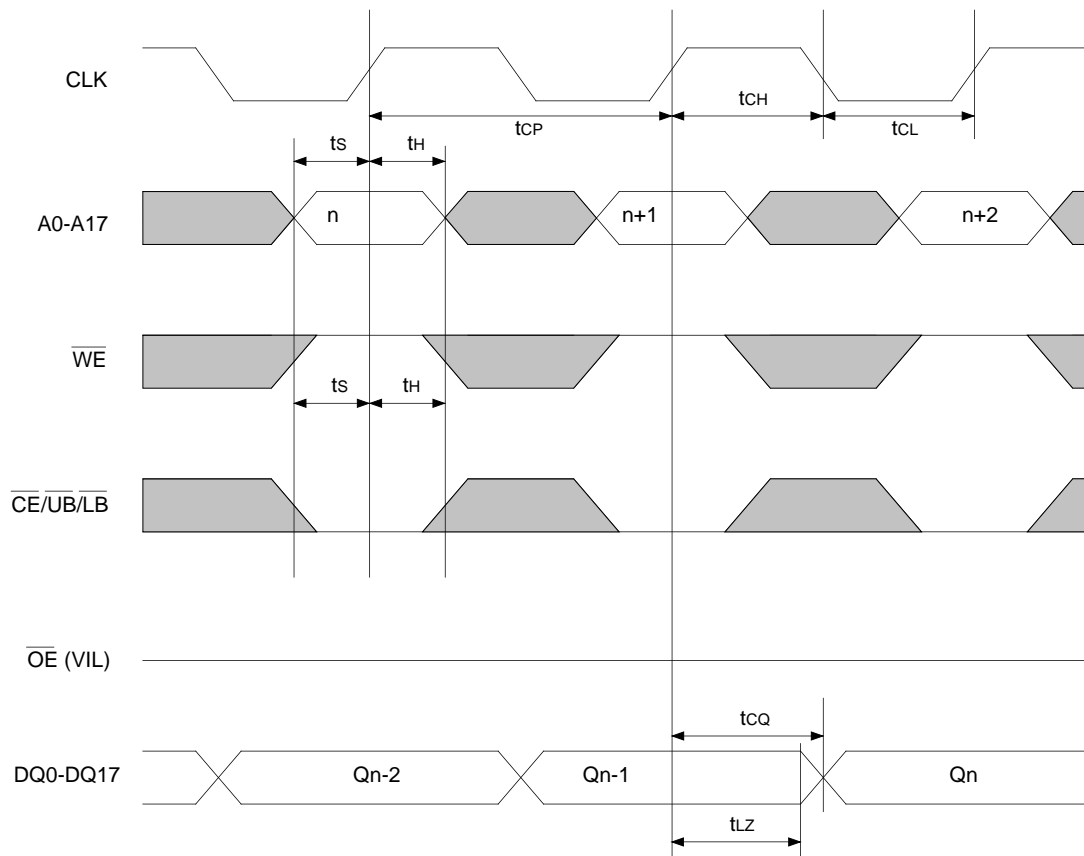 CLK
tCH
tCP
tCL
tS
tH
A0-A17
n
n+1
n+2
WE
tS
tH
CE/UB/LB
OE (VIL)
tCQ
DQ0-DQ17
Qn-2
Qn-1
Qn
tLZ